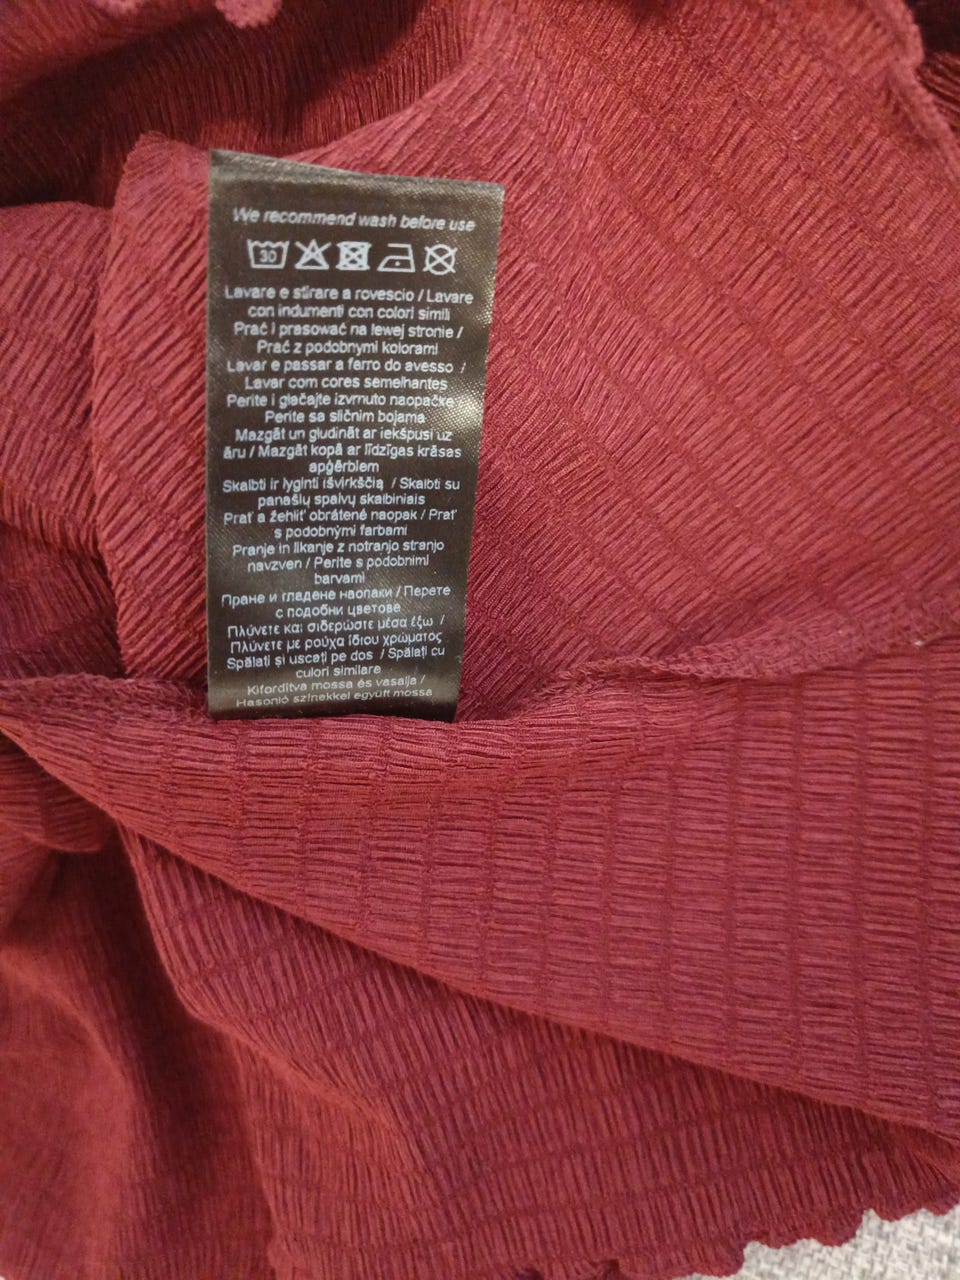 We recommend wash before use
30
Lavare e stirare a rovescio / Lavare
con indumenti con colori simili
Prać i prasować na lewej stronie /
Prać z podobnymi kolorami
Lavar e passar a ferro do avesso /
Lavar com cores semelhantes
Perite i glačajte izvrnuto naopačke /
Perite sa sličnim bojama
Mazgāt un gludināt ar iekšpusi uz
āru / Mazgāt kopā ar līdzīgas krāsas
apģērbiem
Skalbti ir lyginti išvirkščią / Skalbti su
panašių spalvų skalbiniais
Prať a žehliť obrátené naopak / Prať
s podobnými farbami
Pranje in likanje z notranjo stranjo
navzven / Perite s podobnimi
barvami
Пране и гладене наопаки / Перете
с подобни цветове
Πλύνετε και σιδερώστε μέσα έξω /
Πλύνετε με ρούχα ίδιου χρώματος
Spălați și uscați pe dos / Spălați cu
culori similare
Kifordítva mossa és vasalja /
Hasonló színekkel együtt mossa